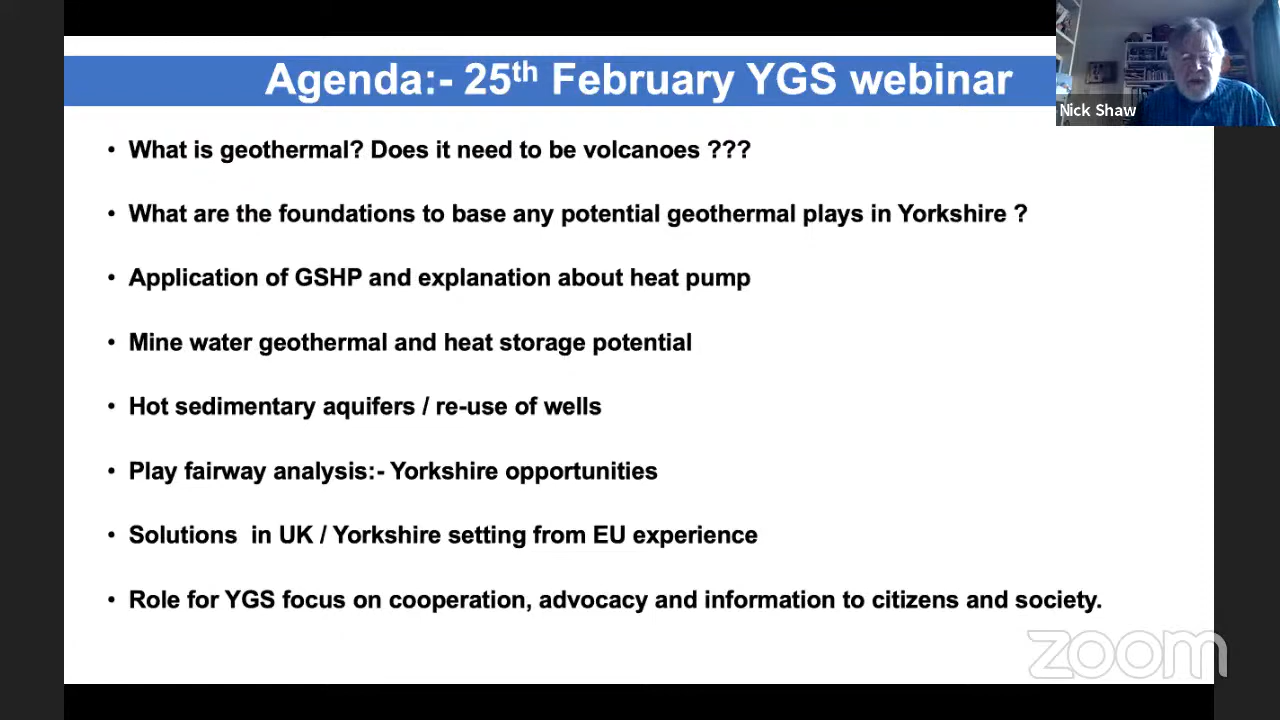 Agenda:- 25th February YGS webinar
Nick Shaw
• What is geothermal? Does it need to be volcanoes ???
• What are the foundations to base any potential geothermal plays in Yorkshire ?
• Application of GSHP and explanation about heat pump
• Mine water geothermal and heat storage potential
• Hot sedimentary aquifers / re-use of wells
• Play fairway analysis:- Yorkshire opportunities
• Solutions  in UK / Yorkshire setting from EU experience
• Role for YGS focus on cooperation, advocacy and information to citizens and society.
zoom